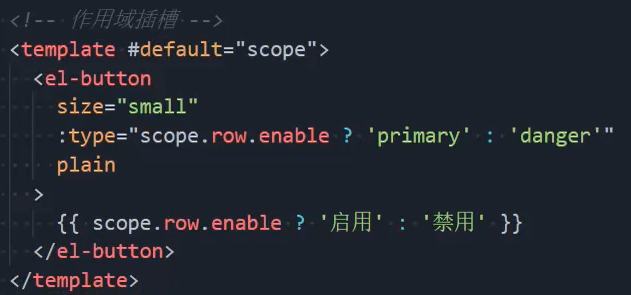 <!-- 作用域插槽 -->
<template #default="scope">
<el-button
size="small"
:type="scope.row.enable ? 'primary' : 'danger'"
plain
>
{{ scope.row.enable ? '启用' : '禁用' }}
</el-button>
</template>